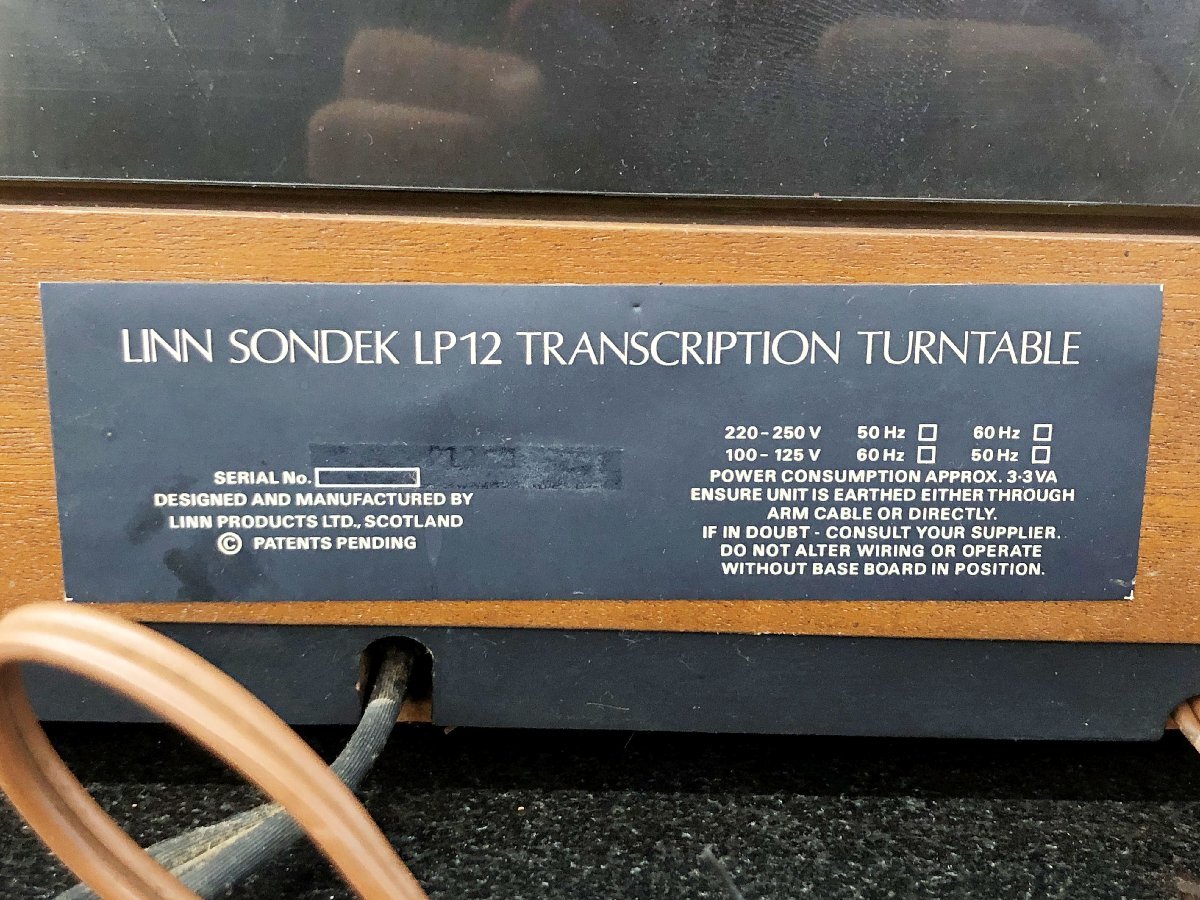 LINN SONDEK LP12 TRANSCRIPTION TURNTABLE
SERIAL No.
DESIGNED AND MANUFACTURED BY
LINN PRODUCTS LTD., SCOTLAND
© PATENTS PENDING
220-250 V 50 Hz 60 Hz
100-125 V 60 Hz 50 Hz
POWER CONSUMPTION APPROX. 3·3 VA
ENSURE UNIT IS EARTHED EITHER THROUGH
ARM CABLE OR DIRECTLY.
IF IN DOUBT - CONSULT YOUR SUPPLIER.
DO NOT ALTER WIRING OR OPERATE
WITHOUT BASE BOARD IN POSITION.